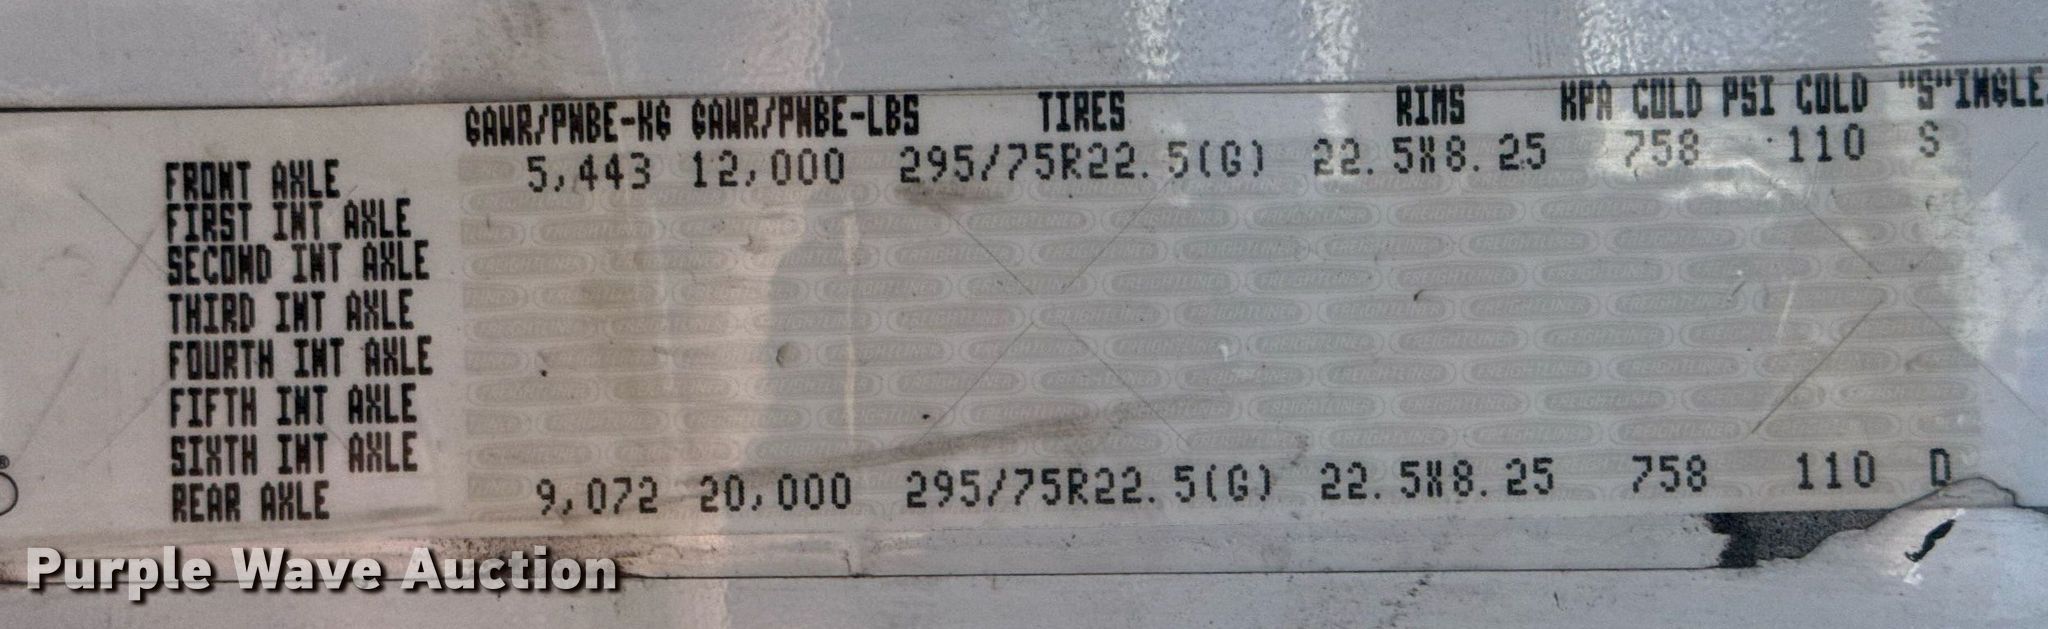 GAWR/PNBE-KG GAWR/PNBE-LBS TIRES RIMS KPA COLD PSI COLD "S"INGLE
FRONT AXLE 5,443 12,000 295/75R22.5(G) 22.5X8.25 758 110 S
FIRST INT AXLE
SECOND INT AXLE
THIRD INT AXLE
FOURTH INT AXLE
FIFTH INT AXLE
SIXTH INT AXLE
REAR AXLE 9,072 20,000 295/75R22.5(G) 22.5X8.25 758 110 D
Purple Wave Auction